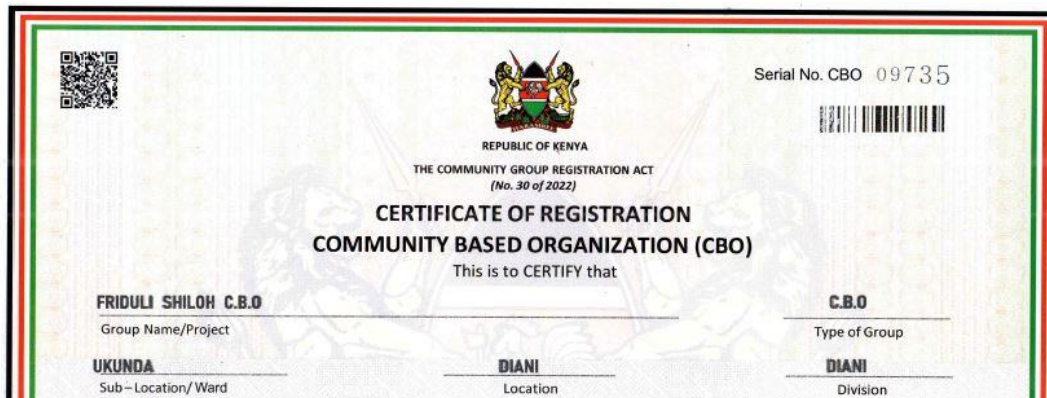 Serial No. CBO 09735
HARAMBEE
REPUBLIC OF KENYA
THE COMMUNITY GROUP REGISTRATION ACT
(No. 30 of 2022)
CERTIFICATE OF REGISTRATION
COMMUNITY BASED ORGANIZATION (CBO)
This is to CERTIFY that
FRIDULI SHILOH C.B.O C.B.O
Group Name/Project Type of Group
UKUNDA DIANI DIANI
Sub-Location/Ward Location Division